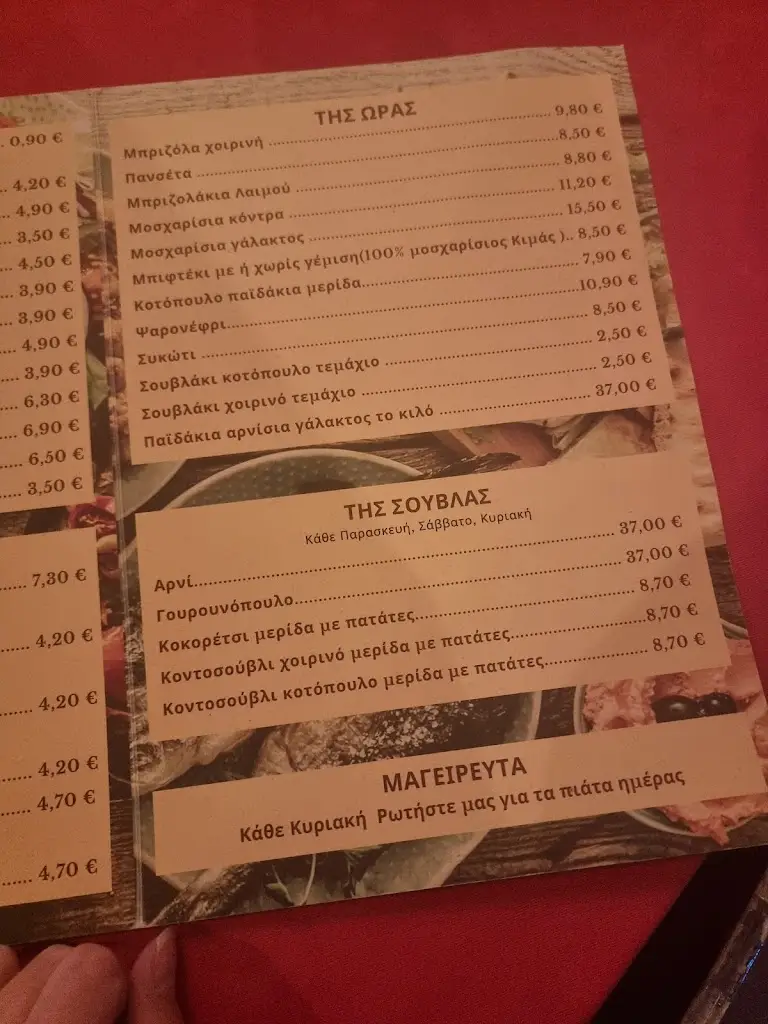 0,90 €
4,20 €
4,90 €
3,50 €
4,50 €
3,90 €
3,90 €
4,90 €
3,90 €
6,30 €
6,90 €
6,50 €
3,50 €
7,30 €
4,20 €
4,20 €
4,20 €
4,70 €
4,70 €
ΤΗΣ ΩΡΑΣ
Μπριζόλα χοιρινή 9,80 €
Πανσέτα 8,50 €
Μπριζολάκια Λαιμού 8,80 €
Μοσχαρίσια κόντρα 11,20 €
Μοσχαρίσια γάλακτος 15,50 €
Μπιφτέκι με ή χωρίς γέμιση(100% μοσχαρίσιος Κιμάς ).. 8,50 €
Κοτόπουλο παϊδάκια μερίδα 7,90 €
Ψαρονέφρι 10,90 €
Συκώτι 8,50 €
Σουβλάκι κοτόπουλο τεμάχιο 2,50 €
Σουβλάκι χοιρινό τεμάχιο 2,50 €
Παϊδάκια αρνίσια γάλακτος το κιλό 37,00 €
ΤΗΣ ΣΟΥΒΛΑΣ
Κάθε Παρασκευή, Σάββατο, Κυριακή
Αρνί 37,00 €
Γουρουνόπουλο 37,00 €
Κοκορέτσι μερίδα με πατάτες 8,70 €
Κοντοσούβλι χοιρινό μερίδα με πατάτες 8,70 €
Κοντοσούβλι κοτόπουλο μερίδα με πατάτες 8,70 €
ΜΑΓΕΙΡΕΥΤΑ
Κάθε Κυριακή Ρωτήστε μας για τα πιάτα ημέρας